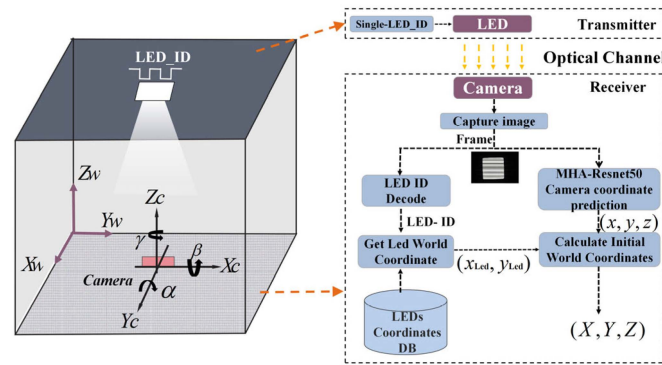 LED_ID
Zw
Yw
Xw
Zc
γ
β
Camera
Xc
α
Yc
Single-LED_ID
LED
Transmitter
Optical Channel
Camera
Receiver
Capture image
Frame
LED ID
Decode
MHA-Resnet50
Camera coordinate
prediction
LED- ID
(x, y, z)
Get Led World
Coordinate
(xLed, yLed)
Calculate Initial
World Coordinates
LEDs
Coordinates
DB
(X, Y, Z)